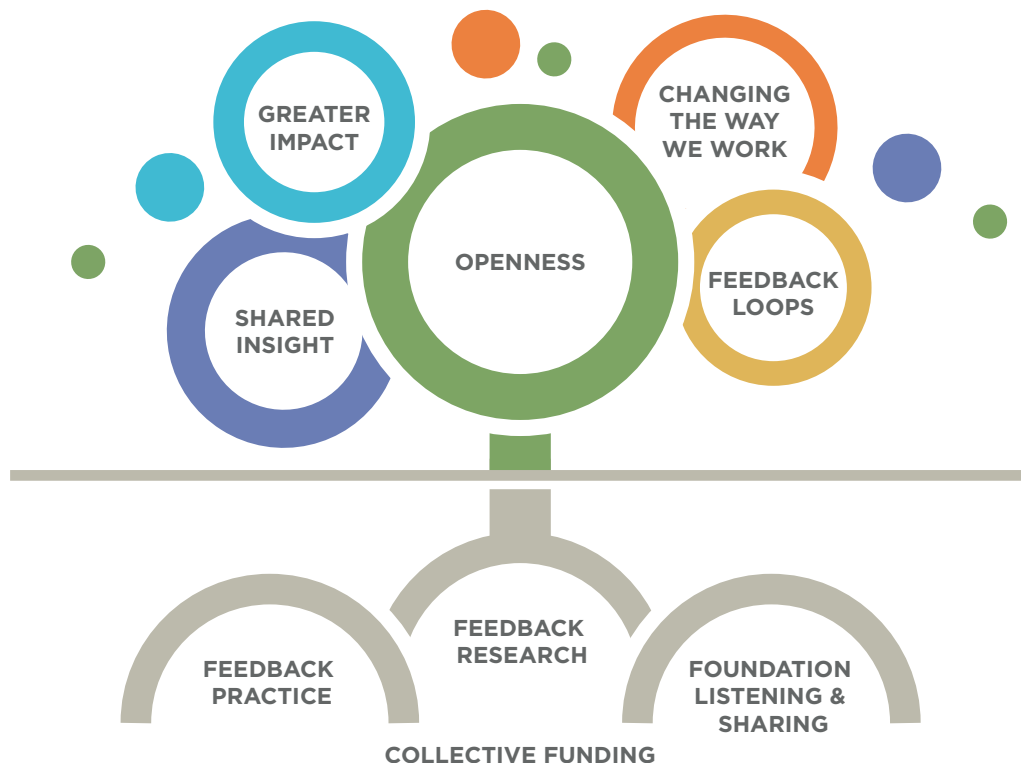 GREATER
IMPACT
CHANGING
THE WAY
WE WORK
OPENNESS
FEEDBACK
LOOPS
SHARED
INSIGHT
FEEDBACK
RESEARCH
FEEDBACK
PRACTICE
FOUNDATION
LISTENING &
SHARING
COLLECTIVE FUNDING